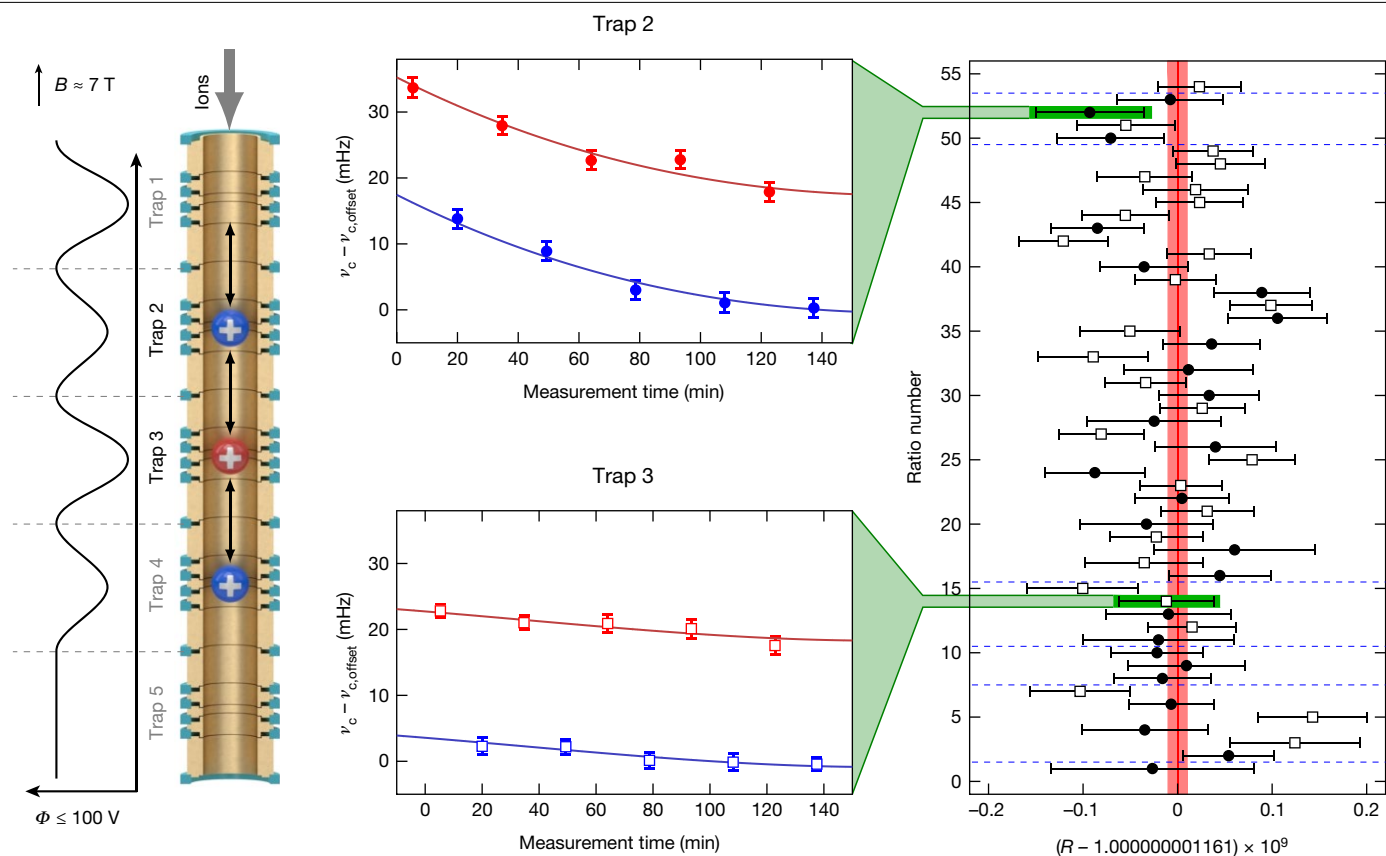 B ≈ 7 T
Ions
Trap 1
Trap 2
Trap 3
Trap 4
Trap 5
Φ ≤ 100 V
Trap 2
ν_c − ν_c,offset (mHz)
30
20
10
0
0 20 40 60 80 100 120 140
Measurement time (min)
Trap 3
ν_c − ν_c,offset (mHz)
30
20
10
0
0 20 40 60 80 100 120 140
Measurement time (min)
Ratio number
55
50
45
40
35
30
25
20
15
10
5
0
−0.2 −0.1 0 0.1 0.2
(R − 1.000000001161) × 10⁹